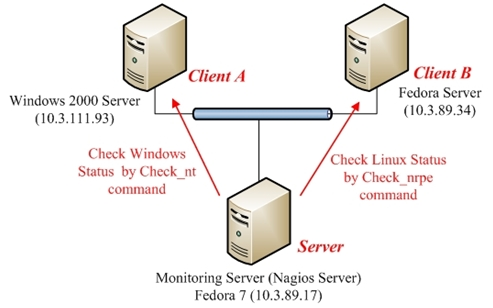 Client A
Windows 2000 Server
(10.3.111.93)
Client B
Fedora Server
(10.3.89.34)
Check Windows
Status by Check_nt
command
Check Linux Status
by Check_nrpe
command
Server
Monitoring Server (Nagios Server)
Fedora 7 (10.3.89.17)